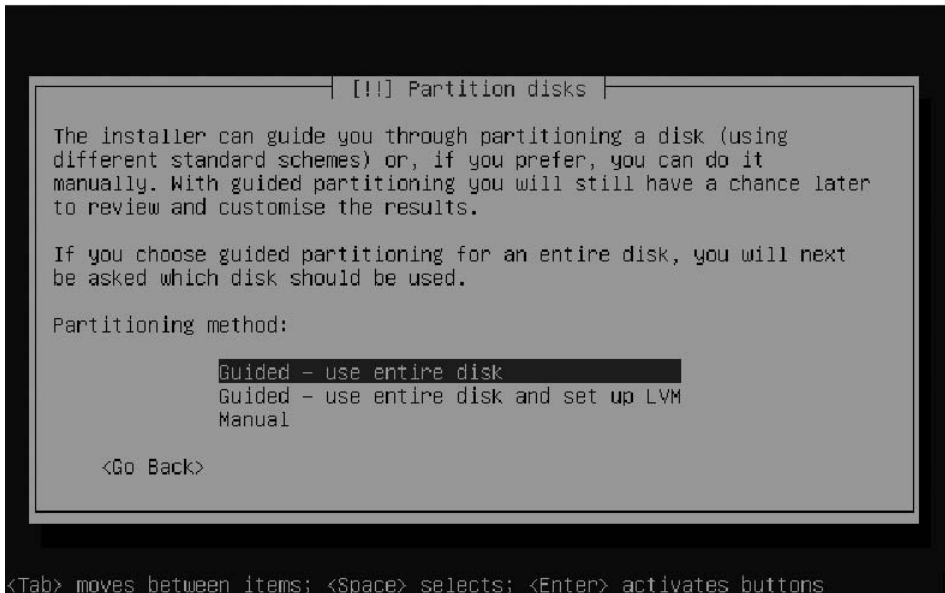 [!!] Partition disks
The installer can guide you through partitioning a disk (using
different standard schemes) or, if you prefer, you can do it
manually. With guided partitioning you will still have a chance later
to review and customise the results.
If you choose guided partitioning for an entire disk, you will next
be asked which disk should be used.
Partitioning method:
Guided – use entire disk
Guided – use entire disk and set up LVM
Manual
<Go Back>
<Tab> moves between items; <Space> selects; <Enter> activates buttons